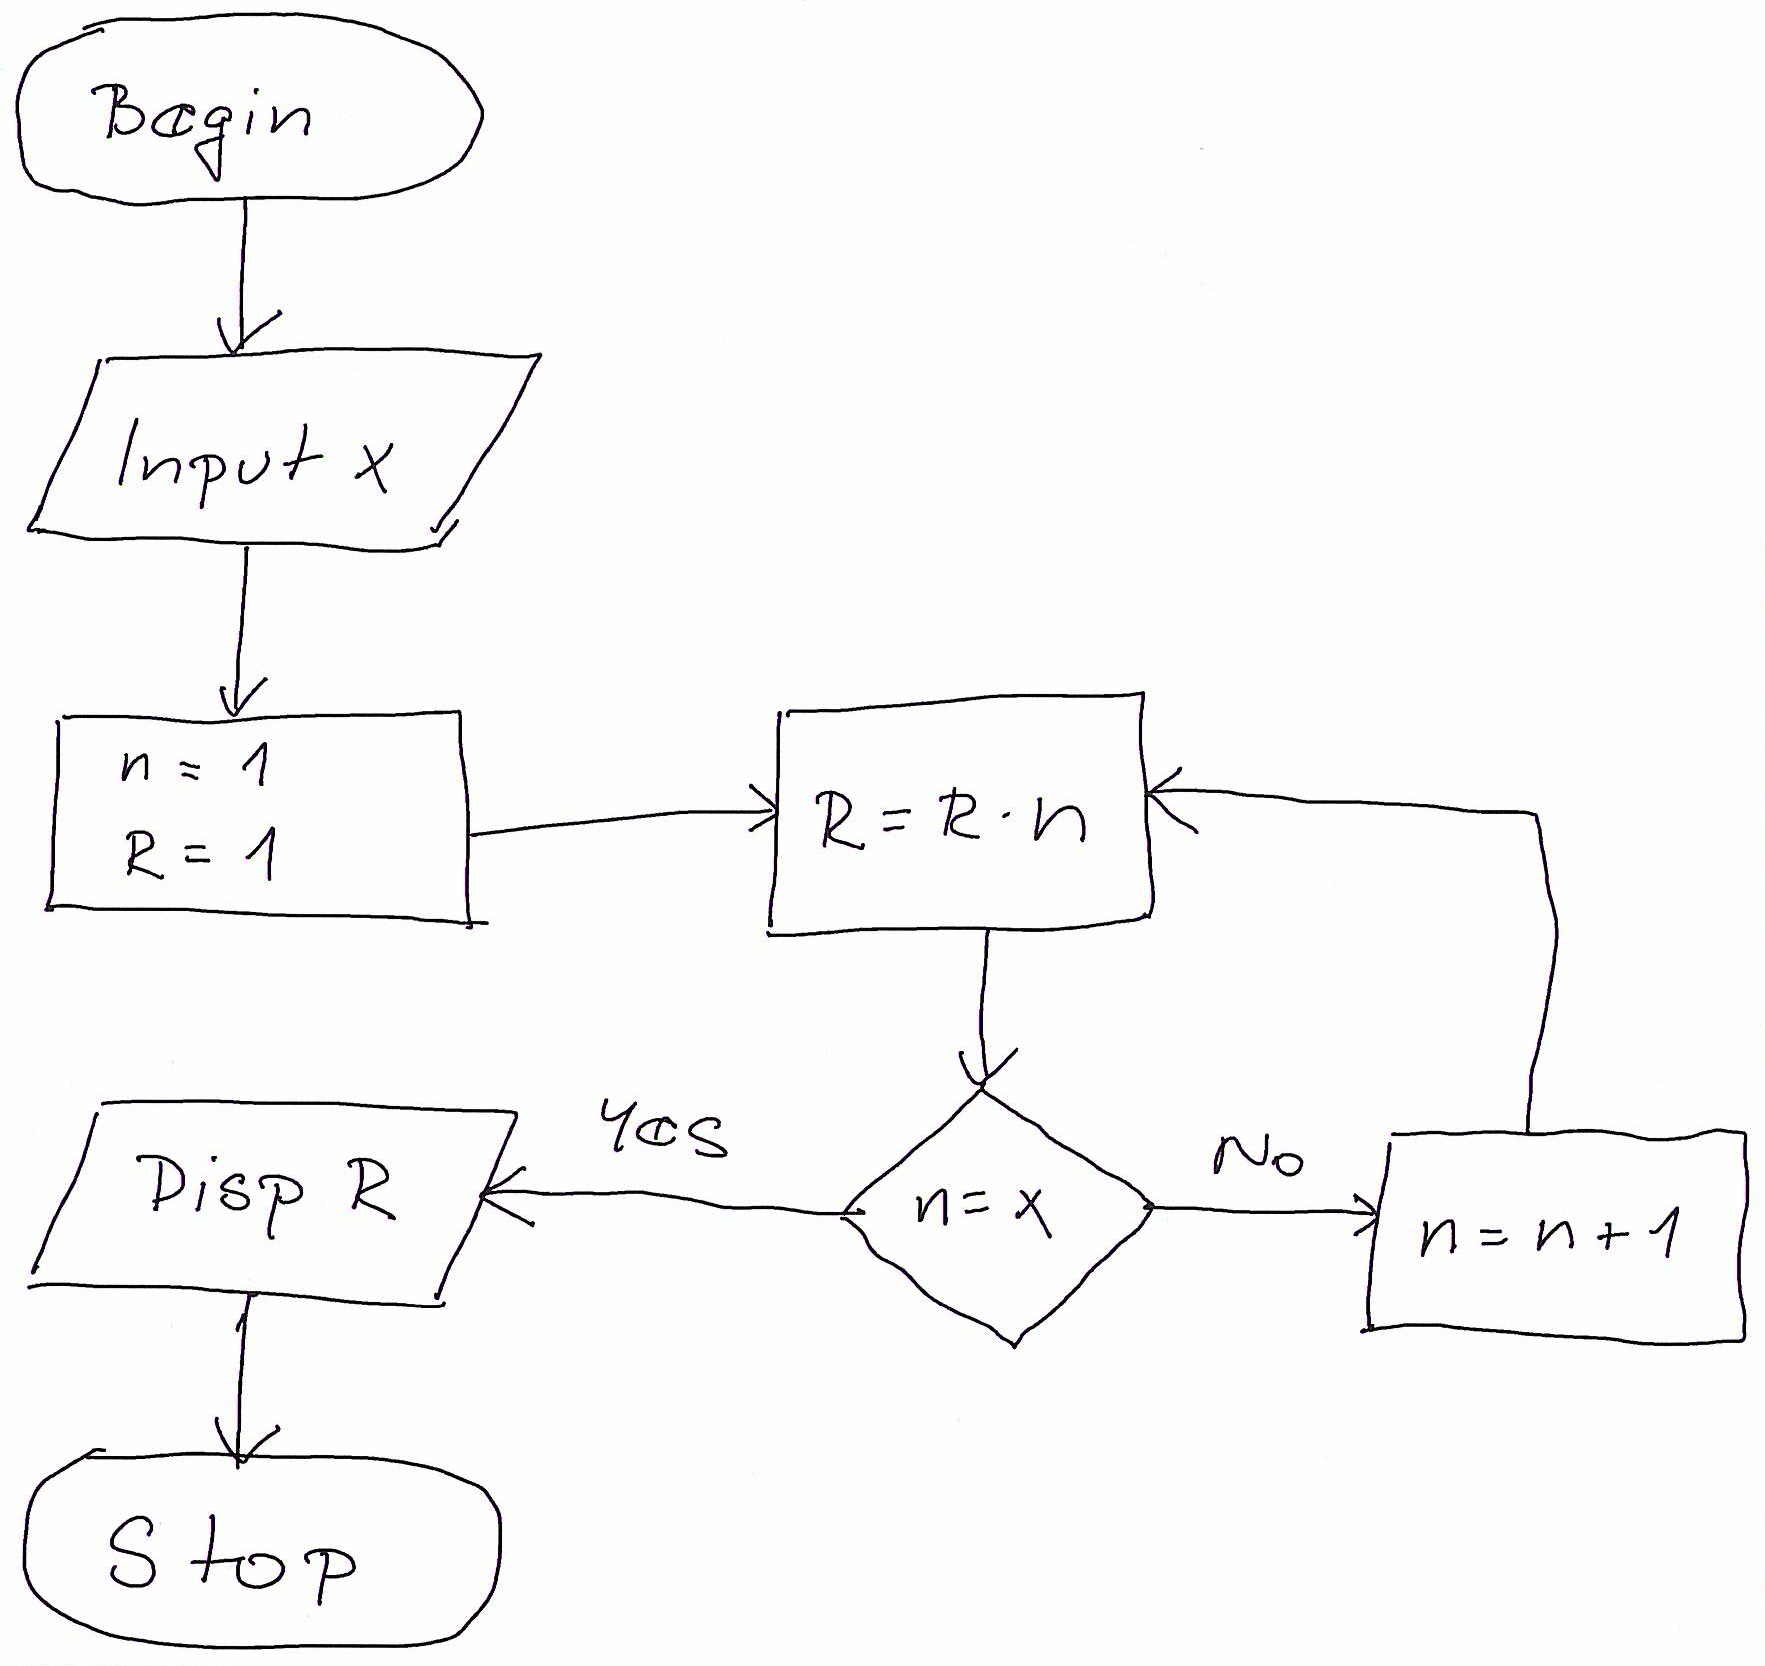 Begin
Input x
n = 1
R = 1
R = R · n
n = x
Yes
No
n = n + 1
Disp R
Stop